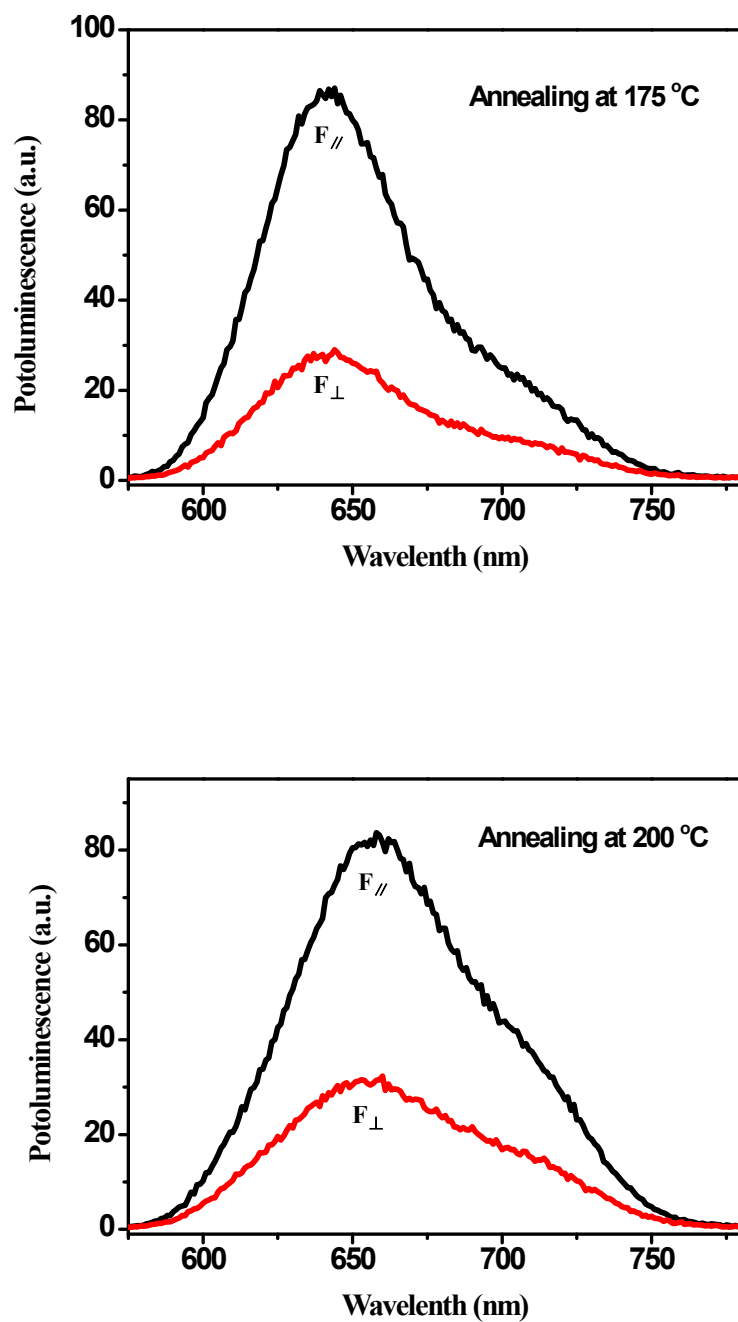 100
Annealing at 175 °C
80
F//
60
40
F⊥
20
0
600 650 700 750
Potoluminescence (a.u.)
Wavelenth (nm)
Annealing at 200 °C
80
F//
60
40
F⊥
20
0
600 650 700 750
Potoluminescence (a.u.)
Wavelenth (nm)